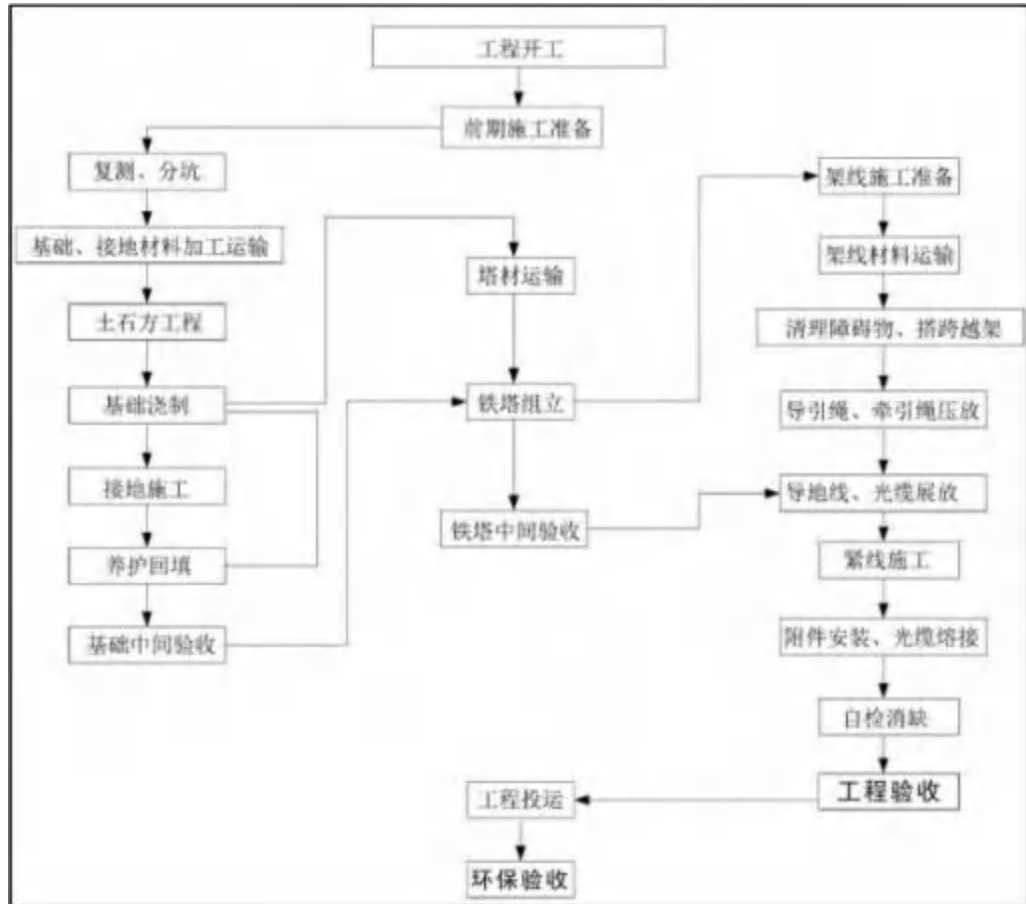 工程开工
前期施工准备
复测、分坑
基础、接地材料加工运输
土石方工程
基础浇制
接地施工
养护回填
基础中间验收
塔材运输
铁塔组立
铁塔中间验收
架线施工准备
架线材料运输
清理障碍物、搭跨越架
导引绳、牵引绳压放
导地线、光缆展放
紧线施工
附件安装、光缆熔接
自检消缺
工程验收
工程投运
环保验收